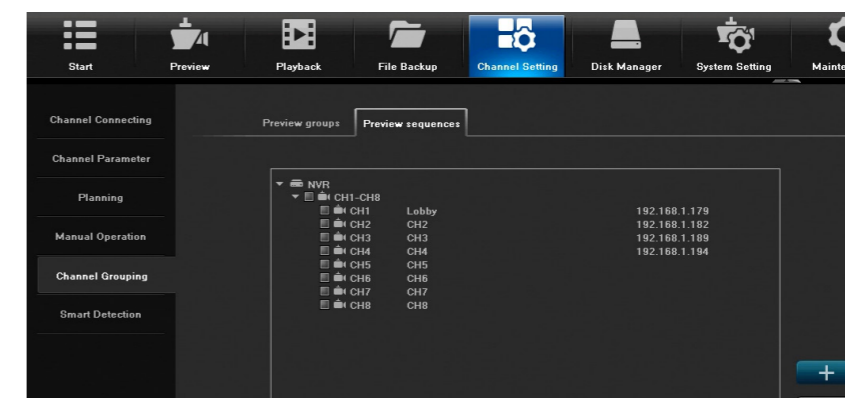 Start Preview Playback File Backup Channel Setting Disk Manager System Setting
Channel Connecting
Channel Parameter
Planning
Manual Operation
Channel Grouping
Smart Detection
Preview groups Preview sequences
NVR
CH1-CH8
CH1 Lobby 192.168.1.179
CH2 CH2 192.168.1.182
CH3 CH3 192.168.1.189
CH4 CH4 192.168.1.194
CH5 CH5
CH6 CH6
CH7 CH7
CH8 CH8
+